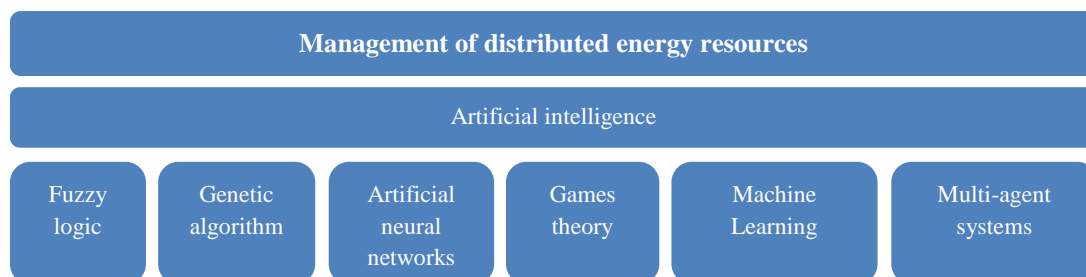 Management of distributed energy resources
Artificial intelligence
Fuzzy
logic
Genetic
algorithm
Artificial
neural
networks
Games
theory
Machine
Learning
Multi-agent
systems